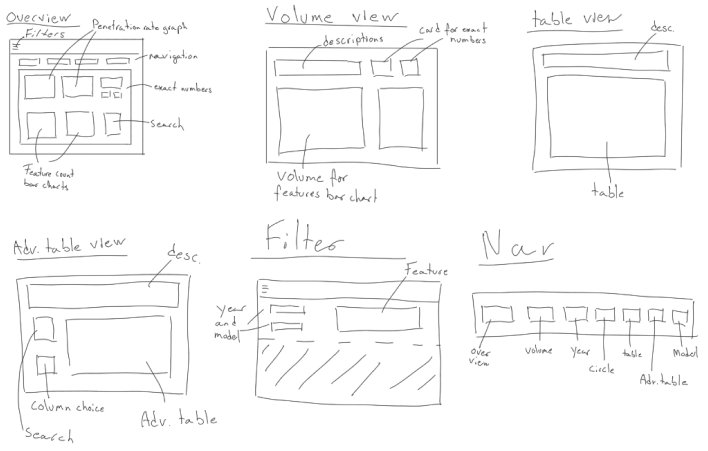 Overview
Filters
Penetration rate graph
navigation
exact numbers
search
Feature count
bar charts
Volume view
descriptions
card for exact
numbers
Volume for
features bar chart
table view
desc.
table
Adv. table view
desc.
Column choice
Search
Adv. table
Filter
Feature
year
and
model
Nav
over
view
volume
year
Circle
table
Adv. table
Model